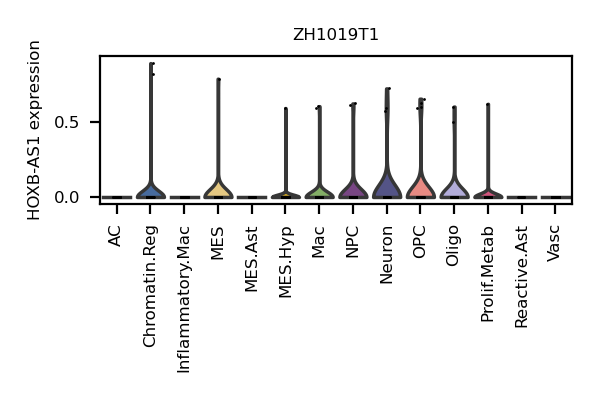 ZH1019T1
HOXB-AS1 expression
0.5
0.0
AC
Chromatin.Reg
Inflammatory.Mac
MES
MES.Ast
MES.Hyp
Mac
NPC
Neuron
OPC
Oligo
Prolif.Metab
Reactive.Ast
Vasc